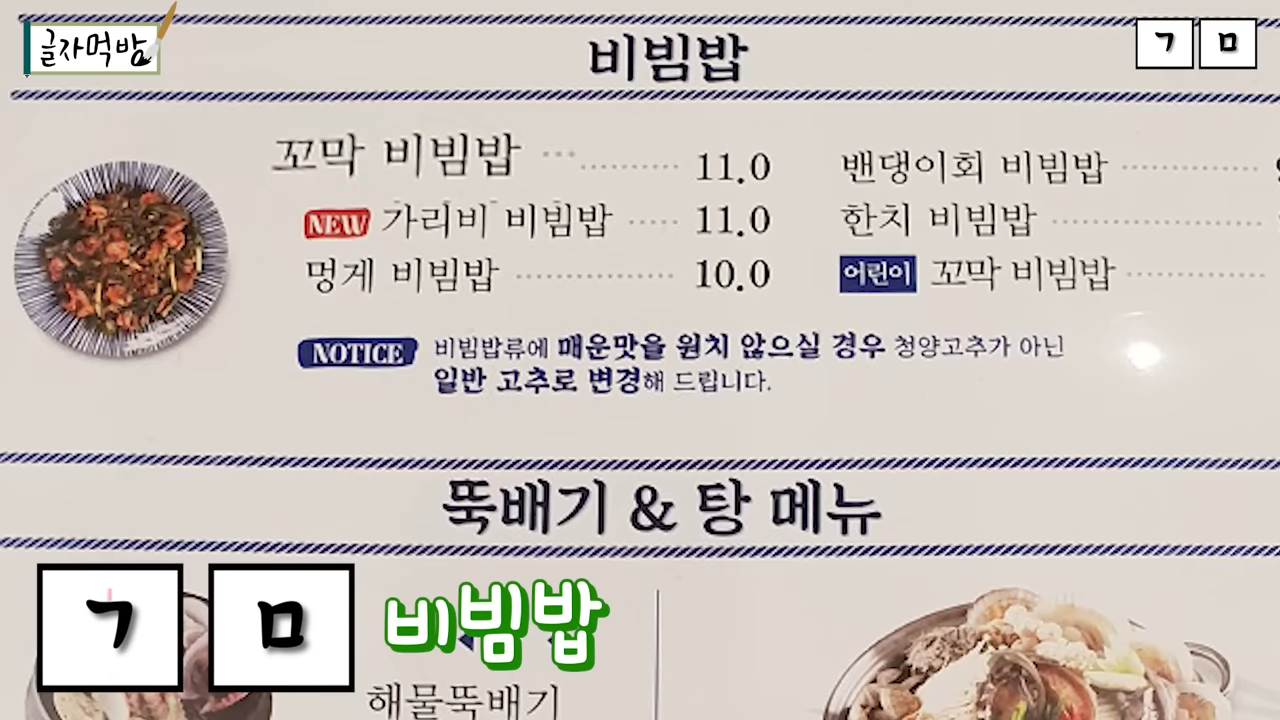 글자먹방
ㄱ ㅁ
비빔밥
꼬막 비빔밥 11.0
NEW 가리비 비빔밥 11.0
멍게 비빔밥 10.0
밴댕이회 비빔밥
한치 비빔밥
어린이 꼬막 비빔밥
NOTICE 비빔밥류에 매운맛을 원치 않으실 경우 청양고추가 아닌
일반 고추로 변경해 드립니다.
뚝배기 & 탕 메뉴
ㄱ ㅁ 비빔밥
해물뚝배기